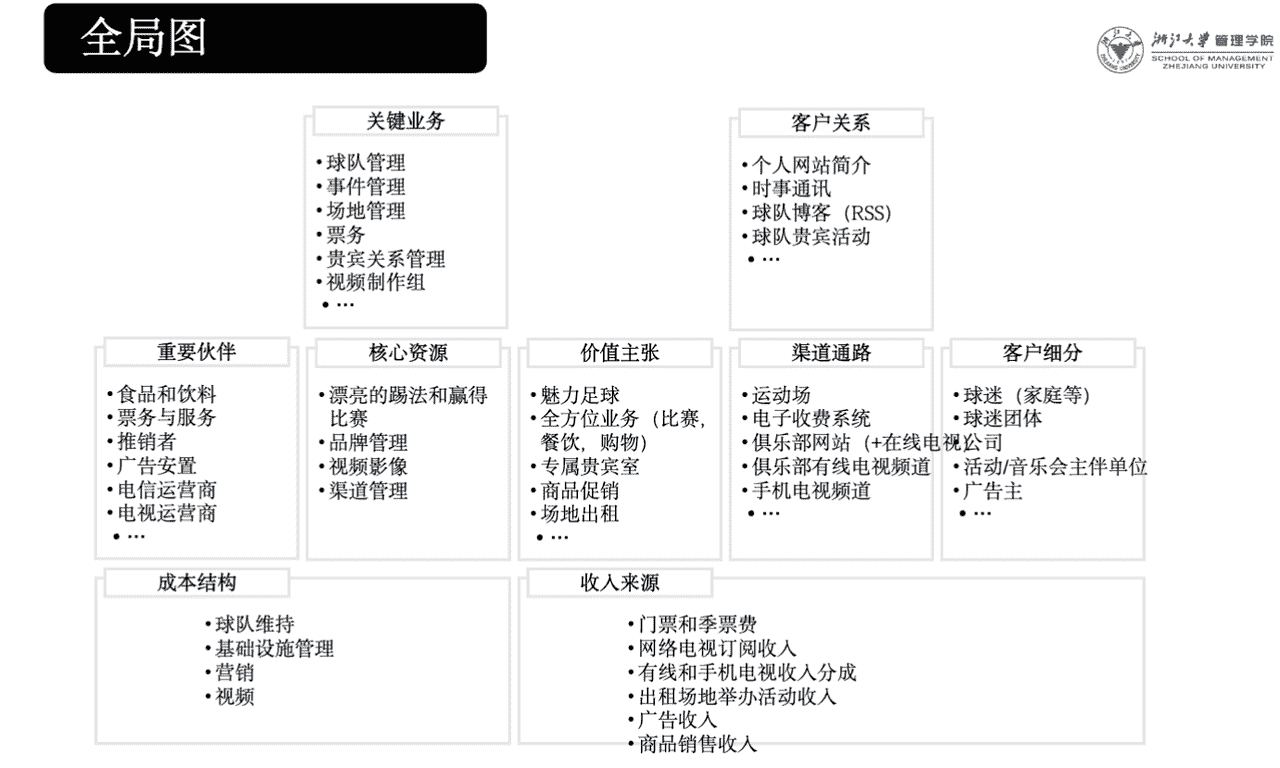 全局图
浙江大学 管理学院
SCHOOL OF MANAGEMENT
ZHEJIANG UNIVERSITY
关键业务
•球队管理
•事件管理
•场地管理
•票务
•贵宾关系管理
•视频制作组
• …
客户关系
•个人网站简介
•时事通讯
•球队博客（RSS）
•球队贵宾活动
• …
重要伙伴
•食品和饮料
•票务与服务
•推销者
•广告安置
•电信运营商
•电视运营商
• …
核心资源
•漂亮的踢法和赢得
比赛
•品牌管理
•视频影像
•渠道管理
价值主张
•魅力足球
•全方位业务（比赛，
餐饮，购物）
•专属贵宾室
•商品促销
•场地出租
• …
渠道通路
•运动场
•电子收费系统
•俱乐部网站（+在线电视）
•俱乐部有线电视频道
•手机电视频道
• …
客户细分
•球迷（家庭等）
•球迷团体
•公司
•活动/音乐会主伴单位
•广告主
• …
成本结构
•球队维持
•基础设施管理
•营销
•视频
收入来源
•门票和季票费
•网络电视订阅收入
•有线和手机电视收入分成
•出租场地举办活动收入
•广告收入
•商品销售收入